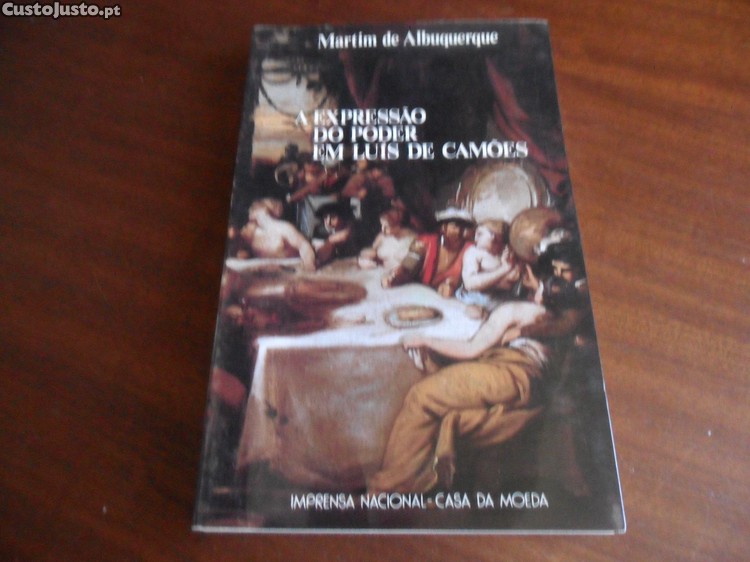 CustoJusto.pt
Martim de Albuquerque
A EXPRESSÃO
DO PODER
EM LUÍS DE CAMÕES
IMPRENSA NACIONAL - CASA DA MOEDA